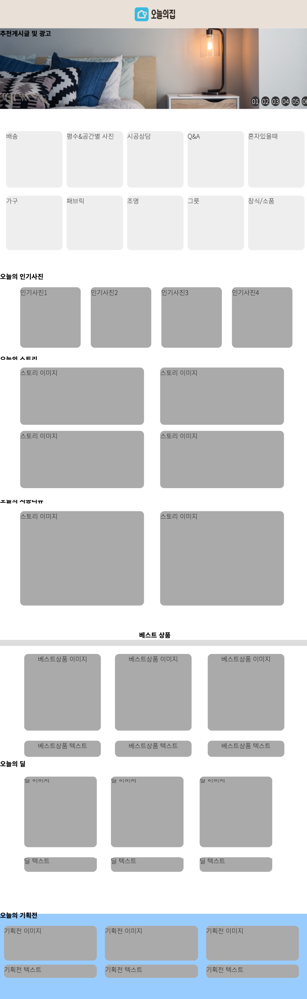 오늘의집
추천게시글 및 광고
01 02 03 04 05
배송 평수&공간별 사진 시공상담 Q&A 혼자있을때
가구 패브릭 조명 그릇 장식/소품
오늘의 인기사진
인기사진1 인기사진2 인기사진3 인기사진4
오늘의 스토리
스토리 이미지 스토리 이미지
스토리 이미지 스토리 이미지
오늘의
스토리 이미지 스토리 이미지
베스트 상품
베스트상품 이미지 베스트상품 이미지 베스트상품 이미지
베스트상품 텍스트 베스트상품 텍스트 베스트상품 텍스트
오늘의 딜
딜 이미지 딜 이미지 딜 이미지
딜 텍스트 딜 텍스트 딜 텍스트
오늘의 기획전
기획전 이미지 기획전 이미지 기획전 이미지
기획전 텍스트 기획전 텍스트 기획전 텍스트